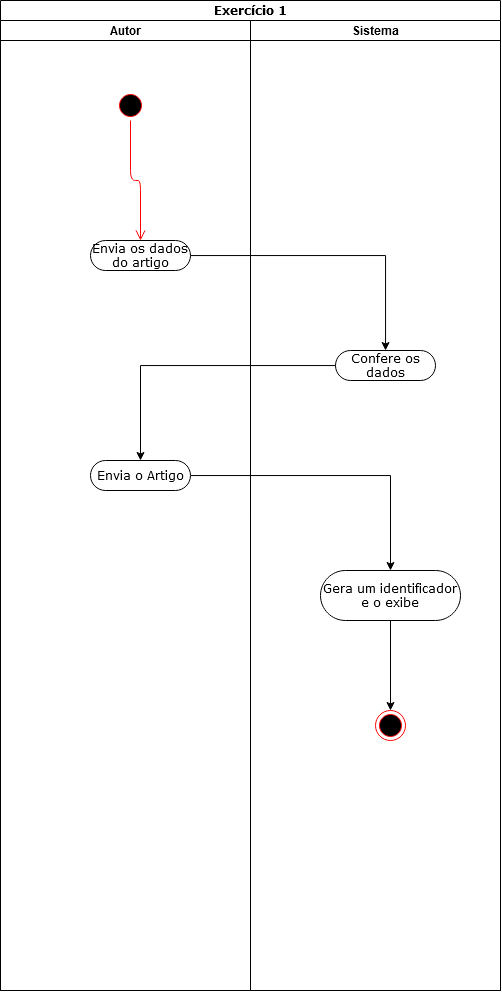 Exercício 1
Autor
Sistema
Envia os dados
do artigo
Confere os
dados
Envia o Artigo
Gera um identificador
e o exibe